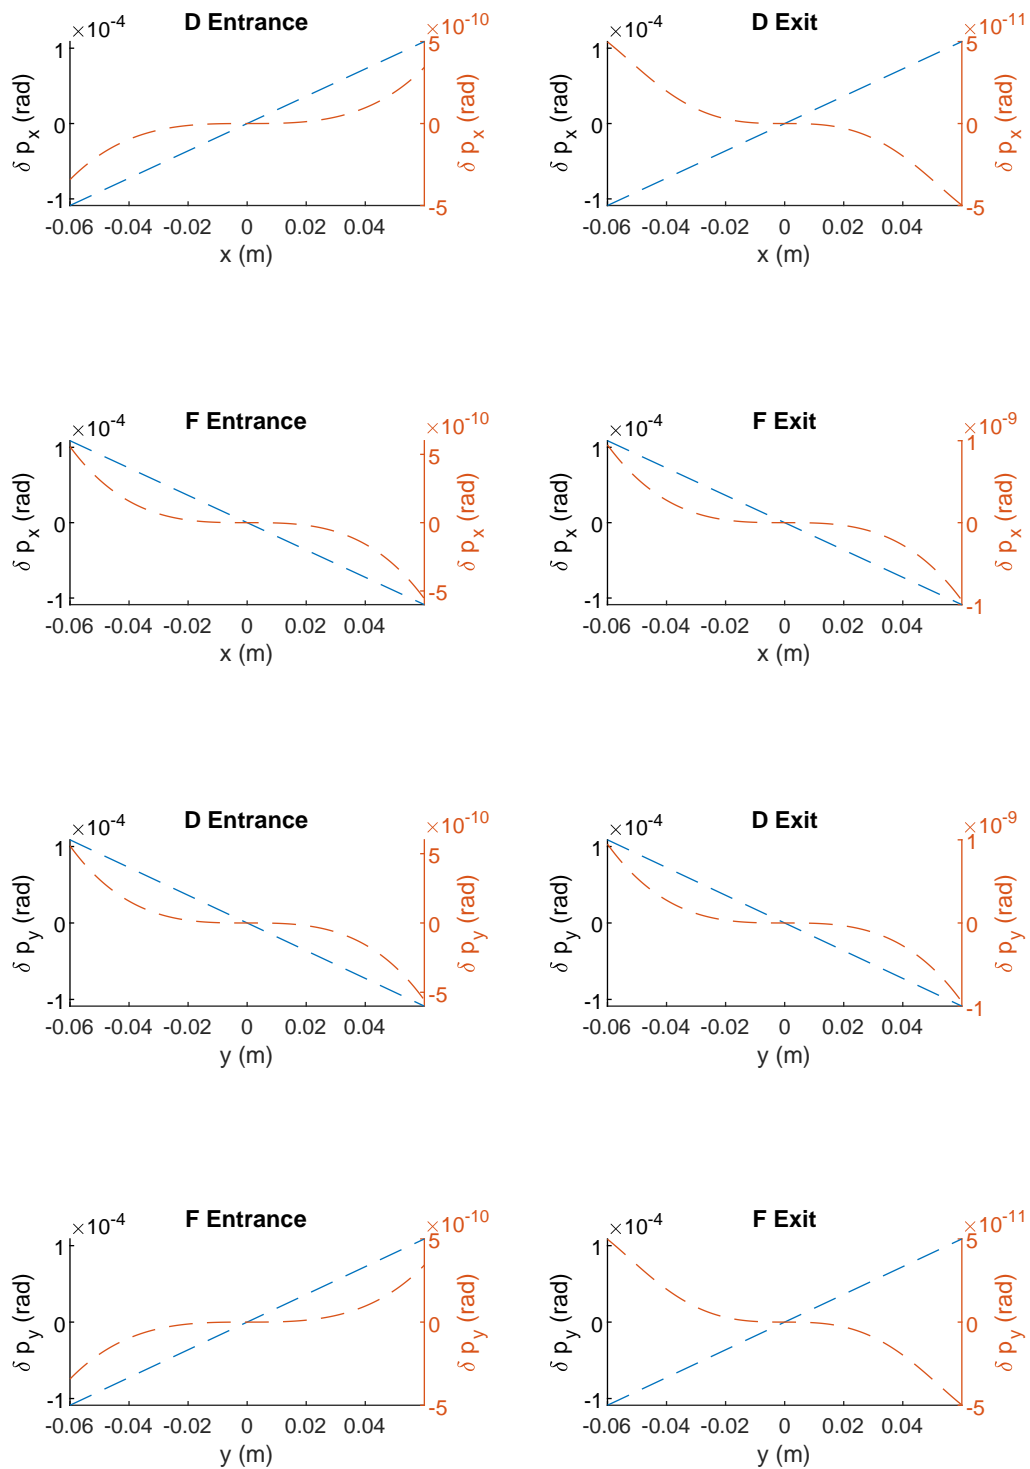 D Entrance
×10-4
×10-10
1
0
-1
5
0
-5
δ px (rad)
δ px (rad)
-0.06 -0.04 -0.02 0 0.02 0.04
x (m)
D Exit
×10-4
×10-11
1
0
-1
5
0
-5
δ px (rad)
δ px (rad)
-0.06 -0.04 -0.02 0 0.02 0.04
x (m)
F Entrance
×10-4
×10-10
1
0
-1
5
0
-5
δ px (rad)
δ px (rad)
-0.06 -0.04 -0.02 0 0.02 0.04
x (m)
F Exit
×10-4
×10-9
1
0
-1
1
0
-1
δ px (rad)
δ px (rad)
-0.06 -0.04 -0.02 0 0.02 0.04
x (m)
D Entrance
×10-4
×10-10
1
0
-1
5
0
-5
δ py (rad)
δ py (rad)
-0.06 -0.04 -0.02 0 0.02 0.04
y (m)
D Exit
×10-4
×10-9
1
0
-1
1
0
-1
δ py (rad)
δ py (rad)
-0.06 -0.04 -0.02 0 0.02 0.04
y (m)
F Entrance
×10-4
×10-10
1
0
-1
5
0
-5
δ py (rad)
δ py (rad)
-0.06 -0.04 -0.02 0 0.02 0.04
y (m)
F Exit
×10-4
×10-11
1
0
-1
5
0
-5
δ py (rad)
δ py (rad)
-0.06 -0.04 -0.02 0 0.02 0.04
y (m)